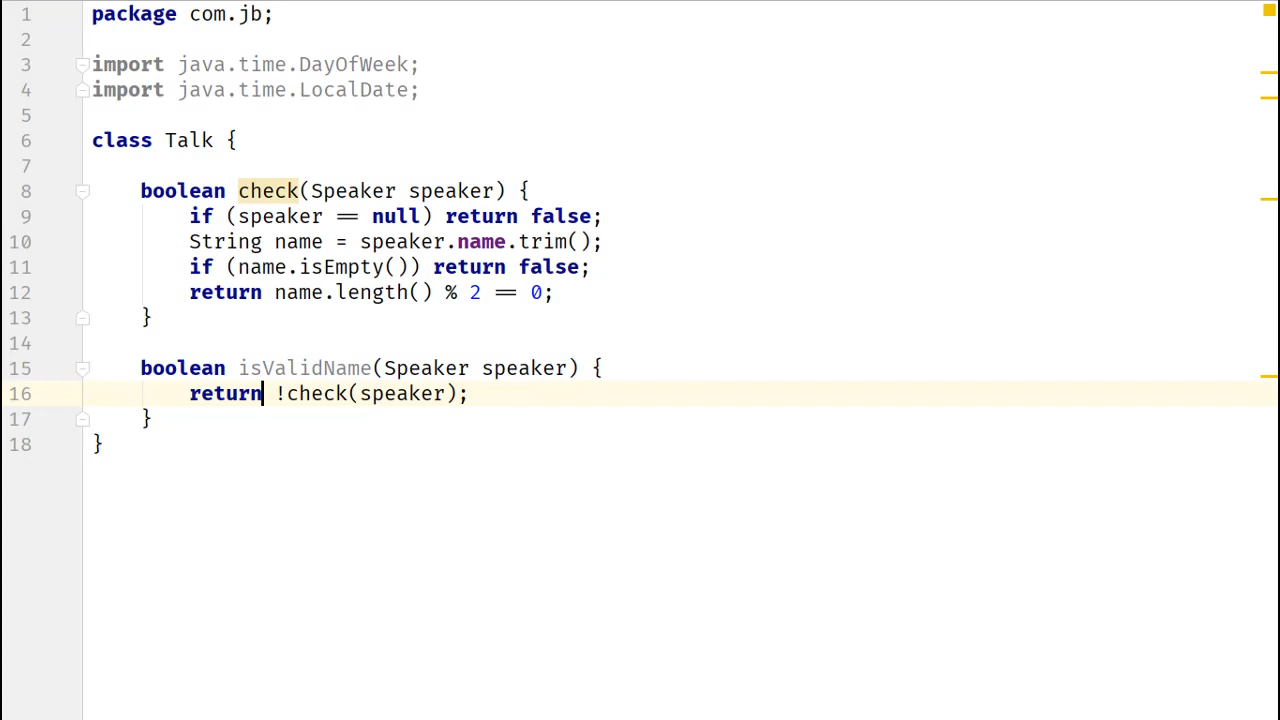 1 package com.jb;
2
3 import java.time.DayOfWeek;
4 import java.time.LocalDate;
5
6 class Talk {
7
8 boolean check(Speaker speaker) {
9 if (speaker == null) return false;
10 String name = speaker.name.trim();
11 if (name.isEmpty()) return false;
12 return name.length() % 2 == 0;
13 }
14
15 boolean isValidName(Speaker speaker) {
16 return !check(speaker);
17 }
18 }